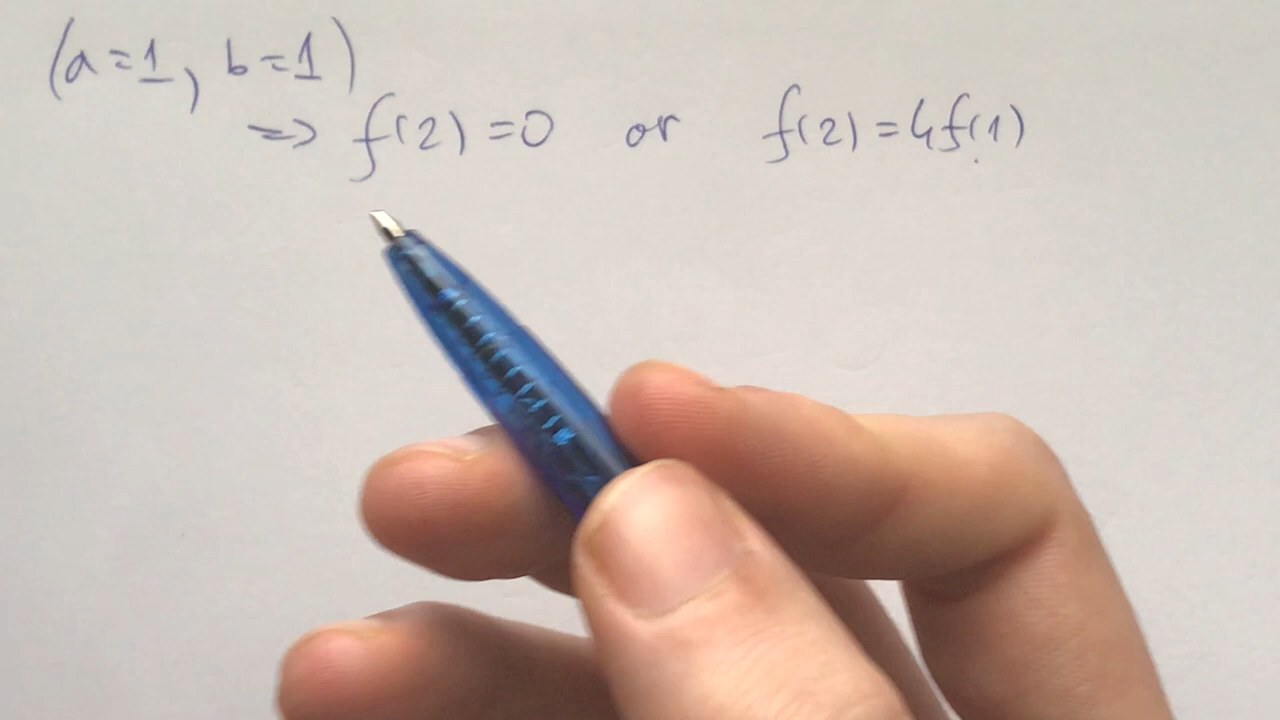 (a=1, b=1)
=> f(2)=0 or f(2)=4f(1)